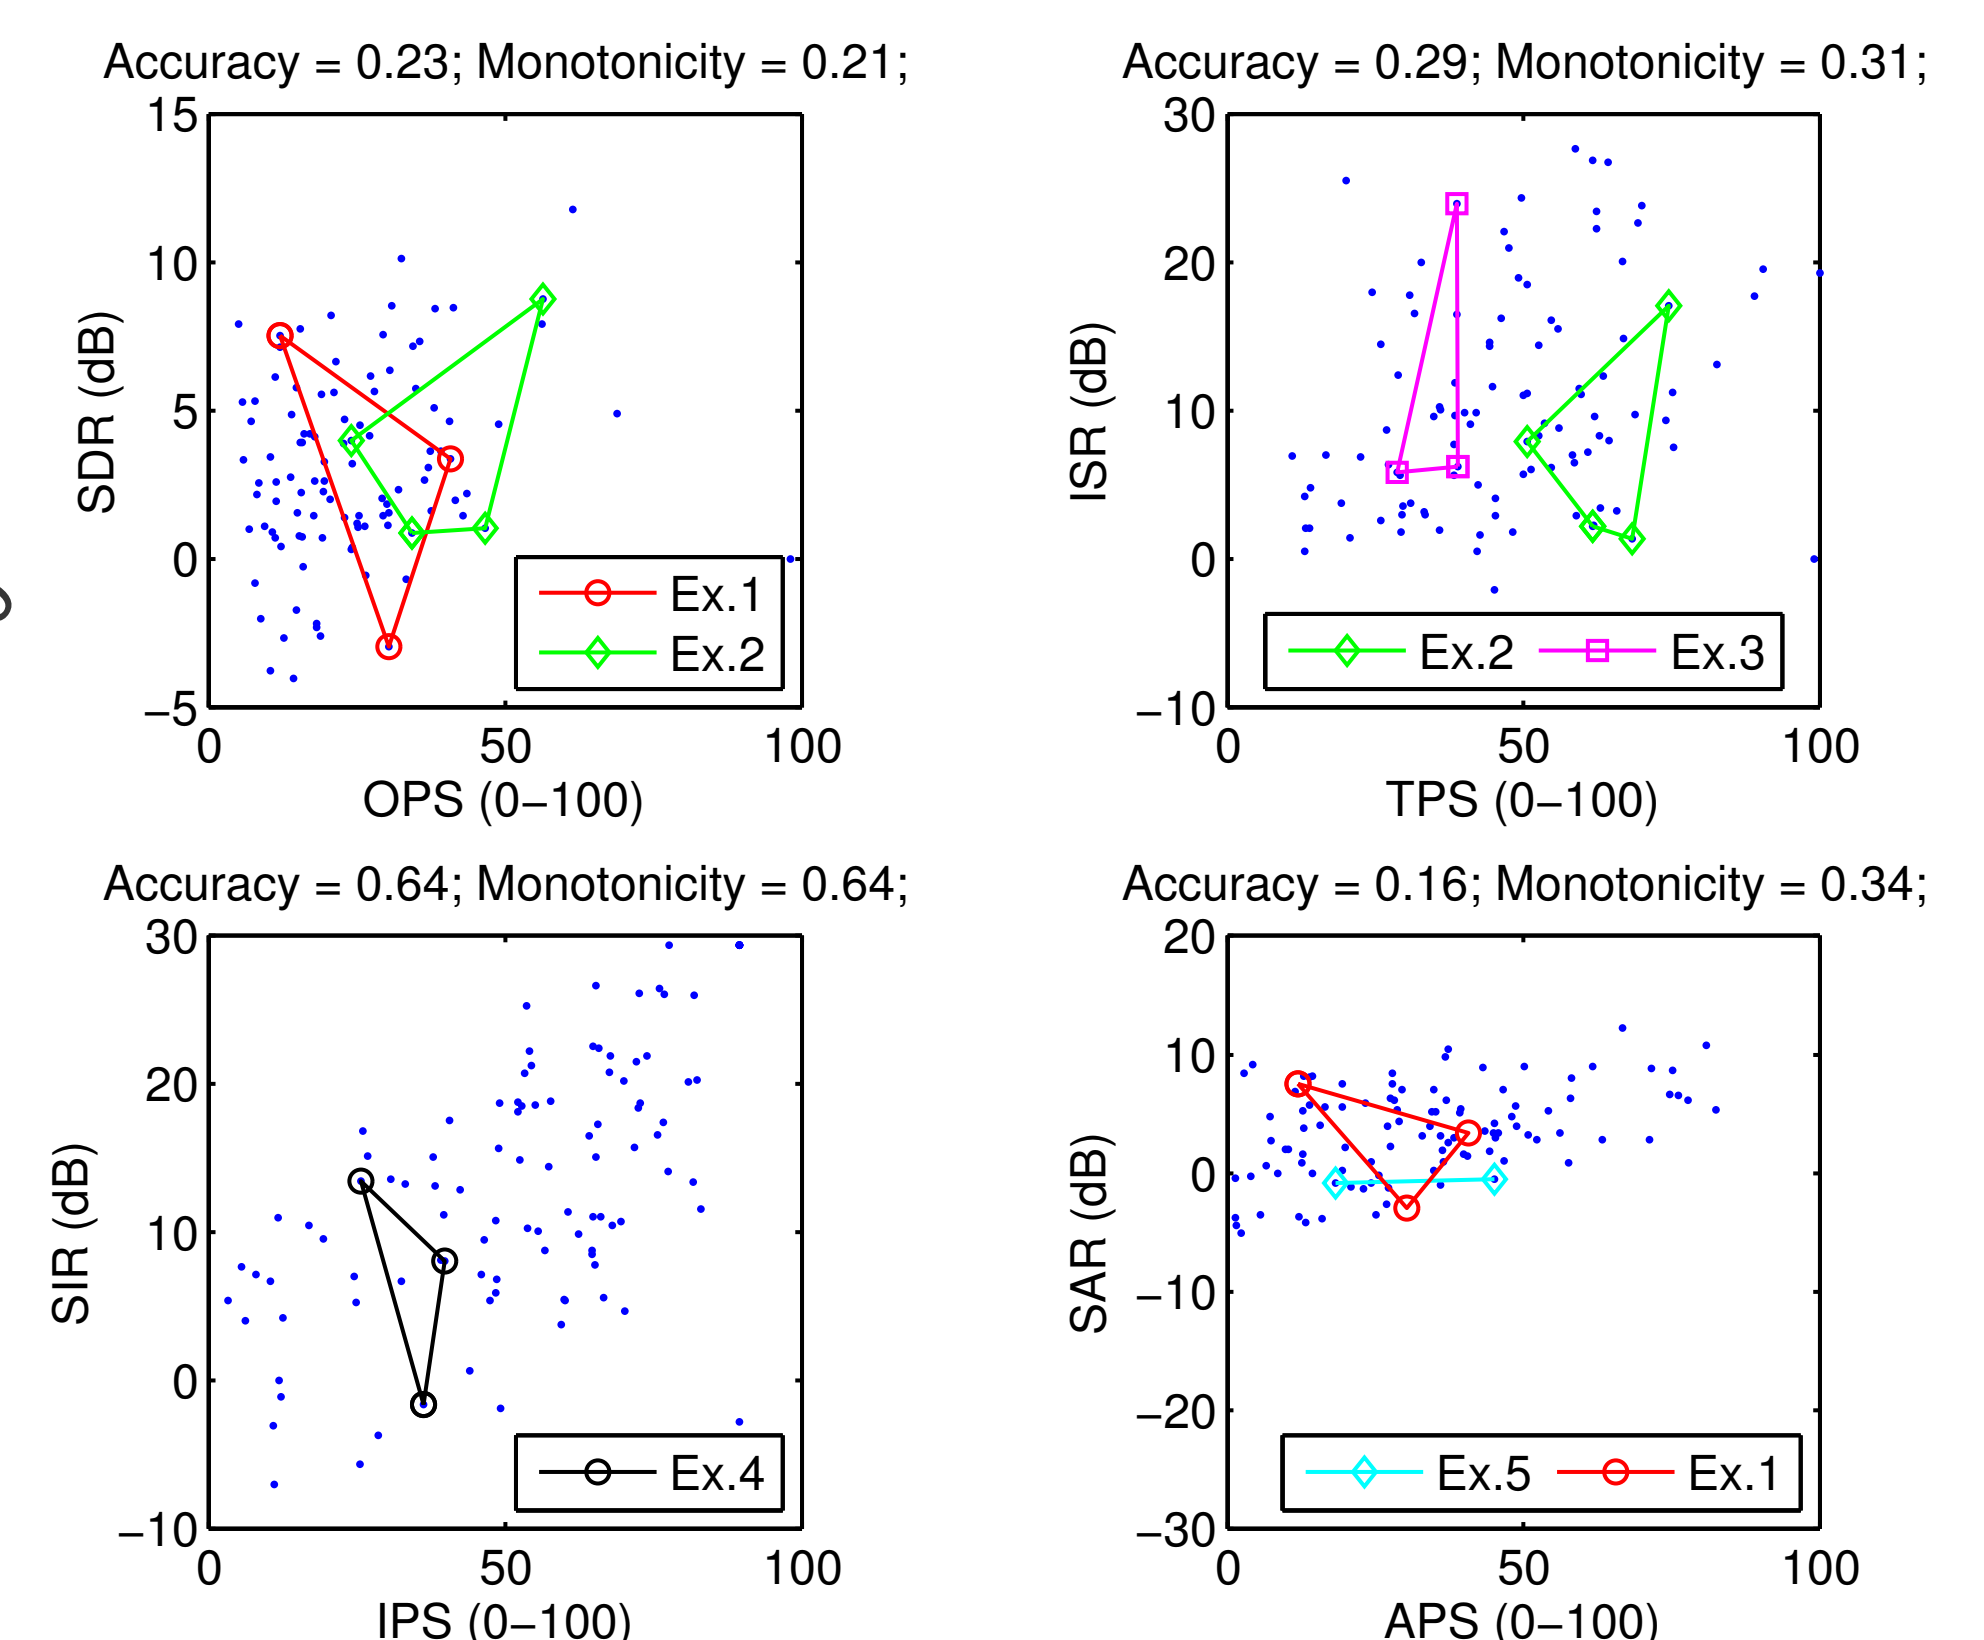 Accuracy = 0.23; Monotonicity = 0.21;
15
10
5
0
−5
SDR (dB)
Ex.1
Ex.2
0 50 100
OPS (0−100)
Accuracy = 0.29; Monotonicity = 0.31;
30
20
10
0
−10
ISR (dB)
Ex.2 Ex.3
0 50 100
TPS (0−100)
Accuracy = 0.64; Monotonicity = 0.64;
30
20
10
0
−10
SIR (dB)
Ex.4
0 50 100
IPS (0−100)
Accuracy = 0.16; Monotonicity = 0.34;
20
10
0
−10
−20
−30
SAR (dB)
Ex.5 Ex.1
0 50 100
APS (0−100)